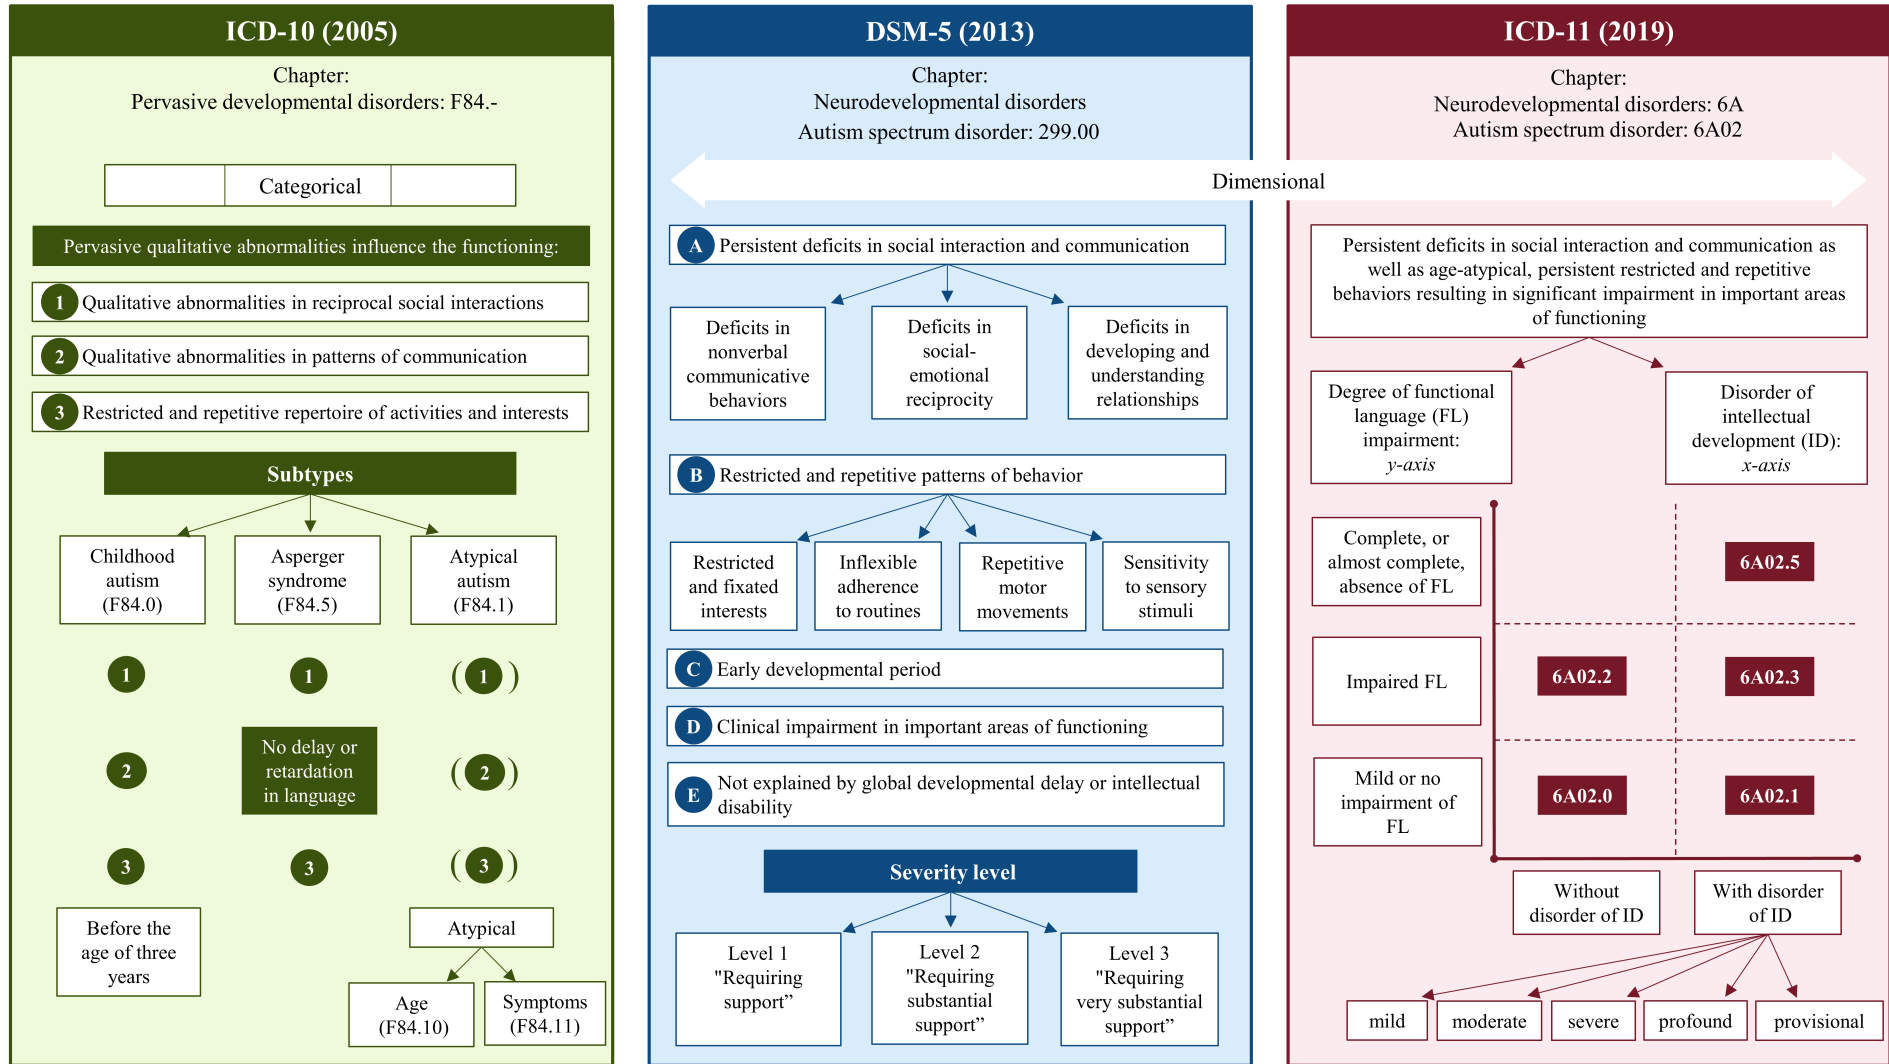 ICD-10 (2005)
Chapter:
Pervasive developmental disorders: F84.-
Categorical
Pervasive qualitative abnormalities influence the functioning:
1 Qualitative abnormalities in reciprocal social interactions
2 Qualitative abnormalities in patterns of communication
3 Restricted and repetitive repertoire of activities and interests
Subtypes
Childhood
autism
(F84.0)
Asperger
syndrome
(F84.5)
Atypical
autism
(F84.1)
1
1
(1)
2
No delay or
retardation
in language
(2)
3
3
(3)
Before the
age of three
years
Atypical
Age
(F84.10)
Symptoms
(F84.11)
DSM-5 (2013)
Chapter:
Neurodevelopmental disorders
Autism spectrum disorder: 299.00
Dimensional
A Persistent deficits in social interaction and communication
Deficits in
nonverbal
communicative
behaviors
Deficits in
social-
emotional
reciprocity
Deficits in
developing and
understanding
relationships
B Restricted and repetitive patterns of behavior
Restricted
and fixated
interests
Inflexible
adherence
to routines
Repetitive
motor
movements
Sensitivity
to sensory
stimuli
C Early developmental period
D Clinical impairment in important areas of functioning
E Not explained by global developmental delay or intellectual
disability
Severity level
Level 1
"Requiring
support”
Level 2
"Requiring
substantial
support”
Level 3
"Requiring
very substantial
support”
ICD-11 (2019)
Chapter:
Neurodevelopmental disorders: 6A
Autism spectrum disorder: 6A02
Persistent deficits in social interaction and communication as
well as age-atypical, persistent restricted and repetitive
behaviors resulting in significant impairment in important areas
of functioning
Degree of functional
language (FL)
impairment:
y-axis
Disorder of
intellectual
development (ID):
x-axis
Complete, or
almost complete,
absence of FL
6A02.5
Impaired FL
6A02.2
6A02.3
Mild or no
impairment of
FL
6A02.0
6A02.1
Without
disorder of ID
With disorder
of ID
mild
moderate
severe
profound
provisional